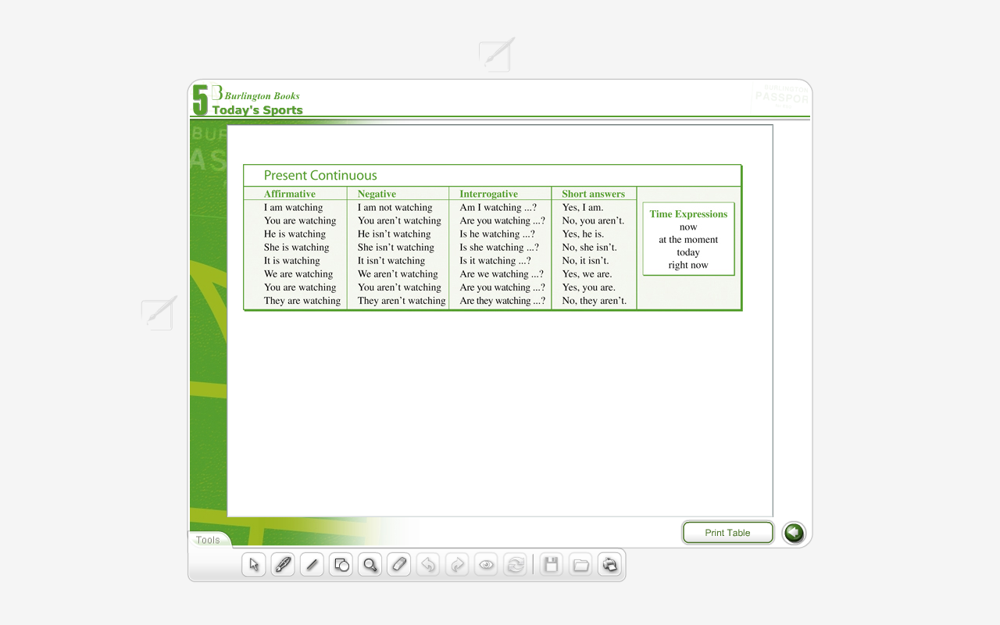 5
Burlington Books
Today's Sports
BURLINGTON
PASSPOR
BUR
AS
Present Continuous
Affirmative Negative Interrogative Short answers
I am watching I am not watching Am I watching ...? Yes, I am.
You are watching You aren't watching Are you watching ...? No, you aren't.
He is watching He isn't watching Is he watching ...? Yes, he is.
She is watching She isn't watching Is she watching ...? No, she isn't.
It is watching It isn't watching Is it watching ...? No, it isn't.
We are watching We aren't watching Are we watching ...? Yes, we are.
You are watching You aren't watching Are you watching ...? Yes, you are.
They are watching They aren't watching Are they watching ...? No, they aren't.
Time Expressions
now
at the moment
today
right now
Print Table
Tools